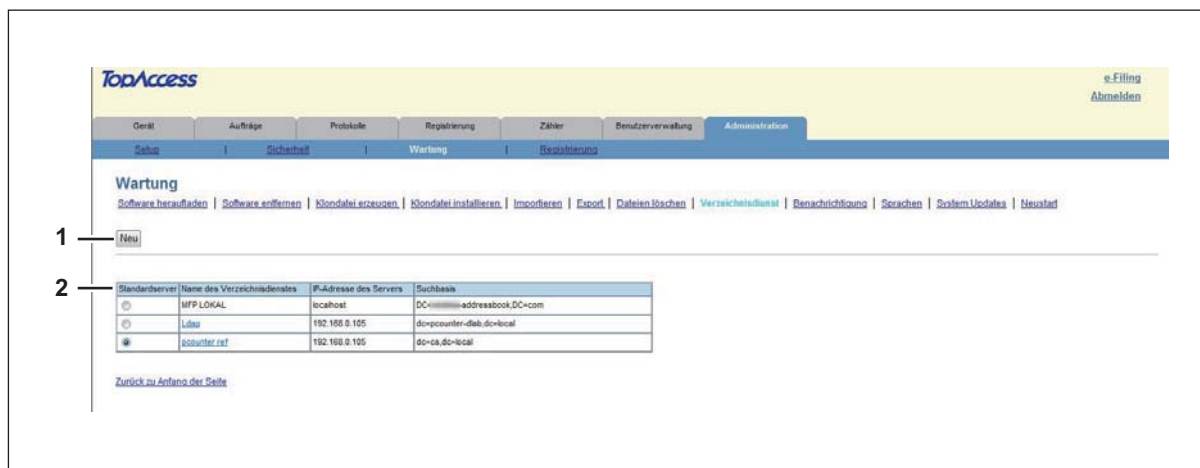 TopAccess
e-Filing
Abmelden
Gerät Aufträge Protokolle Registrierung Zähler Benutzerverwaltung Administration
Setup | Sicherheit | Wartung | Registrierung
Wartung
Software heraufladen | Software entfernen | Klondatei erzeugen | Klondatei installieren | Importieren | Export | Dateien löschen | Verzeichnisdienst | Benachrichtigung | Sprachen | System Updates | Neustart
1 Neu
2 Standardserver Name des Verzeichnisdienstes IP-Adresse des Servers Suchbasis
MFP LOKAL localhost DC= -addressbook,DC=com
Ldap 192.168.0.105 dc=pcounter-diab,dc=local
pcounter ref 192.168.0.105 dc=ca,dc=local
Zurück zu Anfang der Seite